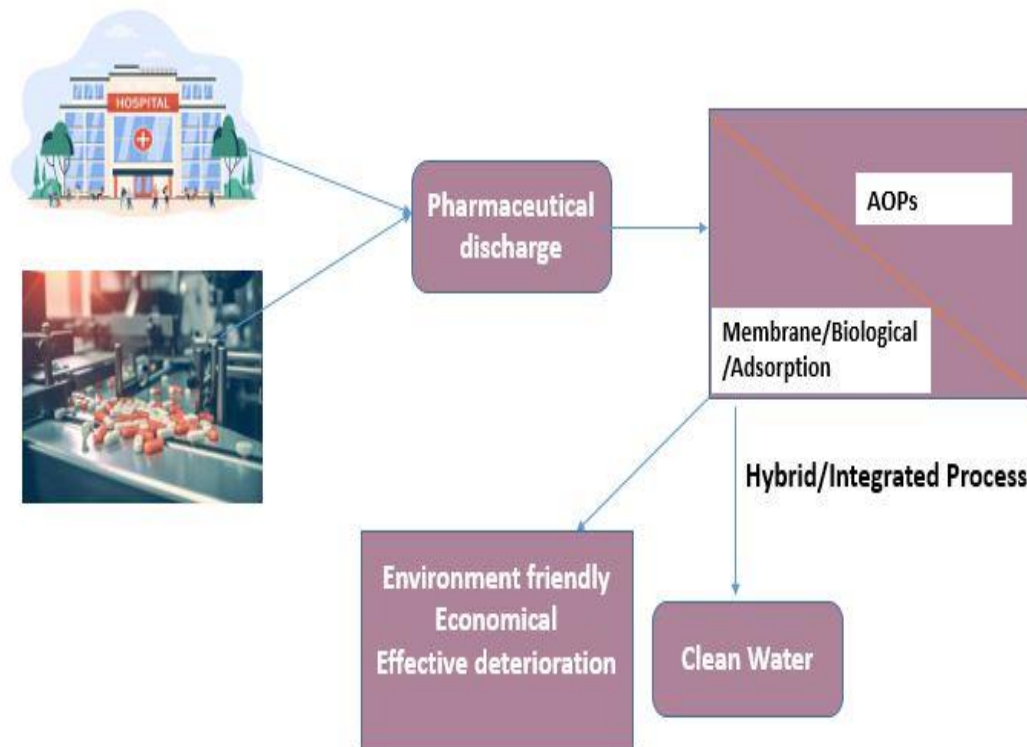 HOSPITAL
Pharmaceutical
discharge
AOPs
Membrane/Biological
/Adsorption
Hybrid/Integrated Process
Environment friendly
Economical
Effective deterioration
Clean Water